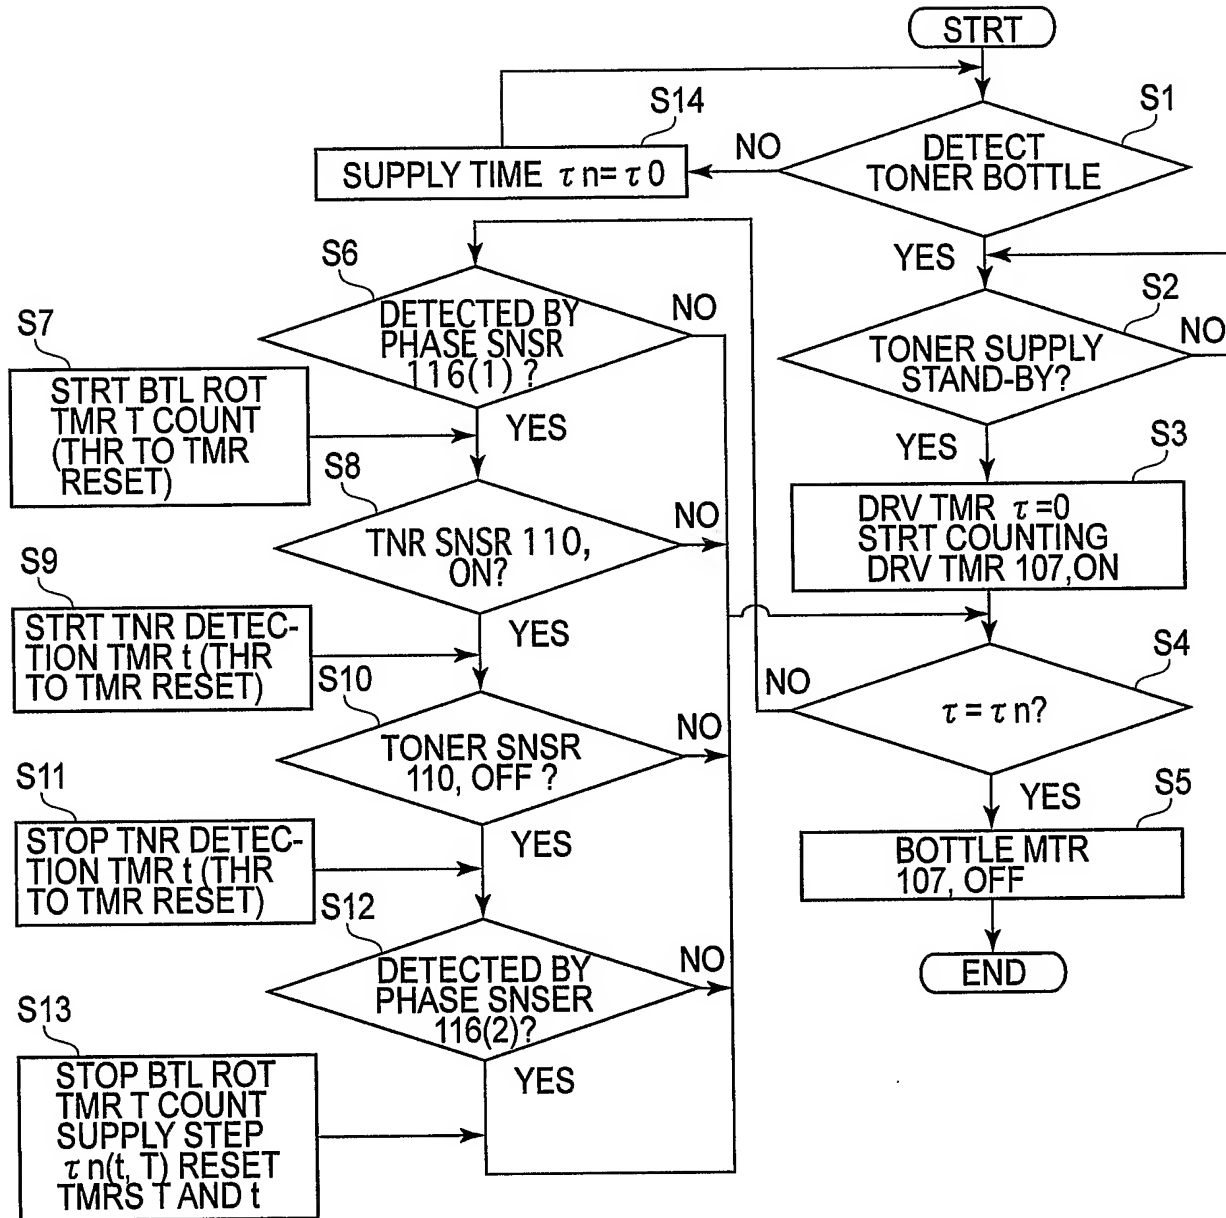 STRT
S14
S1
NO
DETECT
TONER BOTTLE
SUPPLY TIME τn=τ0
YES
S6
S2
DETECTED BY
PHASE SNSR
116(1) ?
NO
TONER SUPPLY
STAND-BY?
NO
S7
STRT BTL ROT
TMR T COUNT
(THR TO TMR
RESET)
YES
YES
S3
DRV TMR τ=0
STRT COUNTING
DRV TMR 107,ON
S8
TNR SNSR 110,
ON?
NO
S9
STRT TNR DETEC-
TION TMR t (THR
TO TMR RESET)
YES
S4
NO
τ=τn?
S10
TONER SNSR
110, OFF ?
NO
YES
S5
BOTTLE MTR
107, OFF
S11
STOP TNR DETEC-
TION TMR t (THR
TO TMR RESET)
YES
END
S12
DETECTED BY
PHASE SNSER
116(2)?
NO
S13
STOP BTL ROT
TMR T COUNT
SUPPLY STEP
τn(t, T) RESET
TMRS T AND t
YES